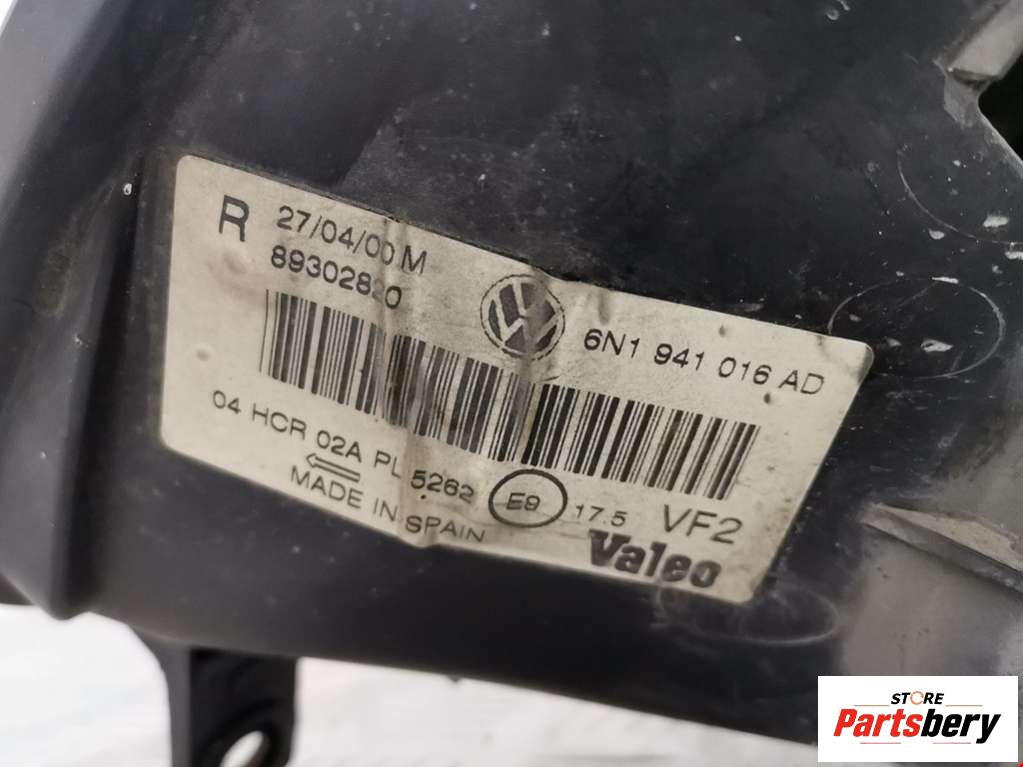 R 27/04/00 M
VW
6N1 941 016 AD
04 HCR 02A PL 5262 E9 17.5 VF2
MADE IN SPAIN
Valeo
STORE
Partsbery